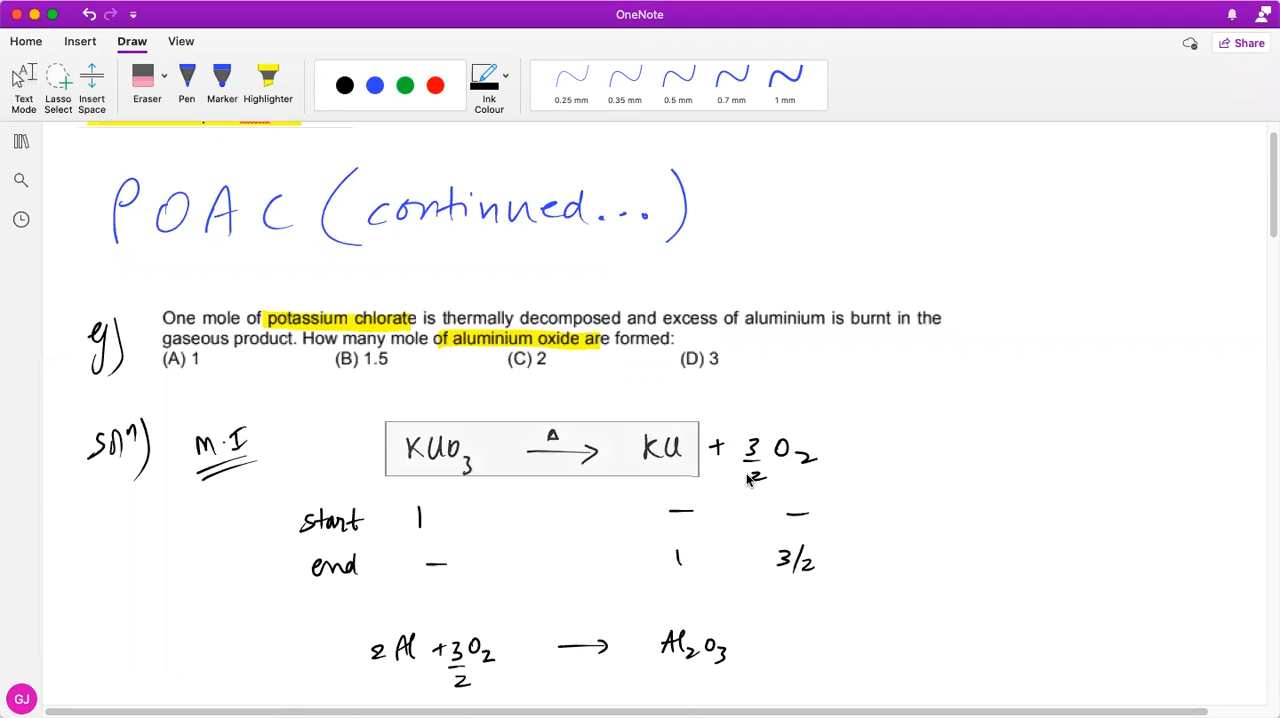 OneNote
Home Insert Draw View Share
Text Mode Lasso Select Insert Space Eraser Pen Marker Highlighter Ink Colour 0.25 mm 0.35 mm 0.5 mm 0.7 mm 1 mm
POAC (continued...)
eg) One mole of potassium chlorate is thermally decomposed and excess of aluminium is burnt in the
gaseous product. How many mole of aluminium oxide are formed:
(A) 1 (B) 1.5 (C) 2 (D) 3
Solⁿ) M.I KClO₃ Δ → KCl + 3/2 O₂
start 1 — —
end — 1 3/2
2Al + 3/2 O₂ → Al₂O₃
GJ